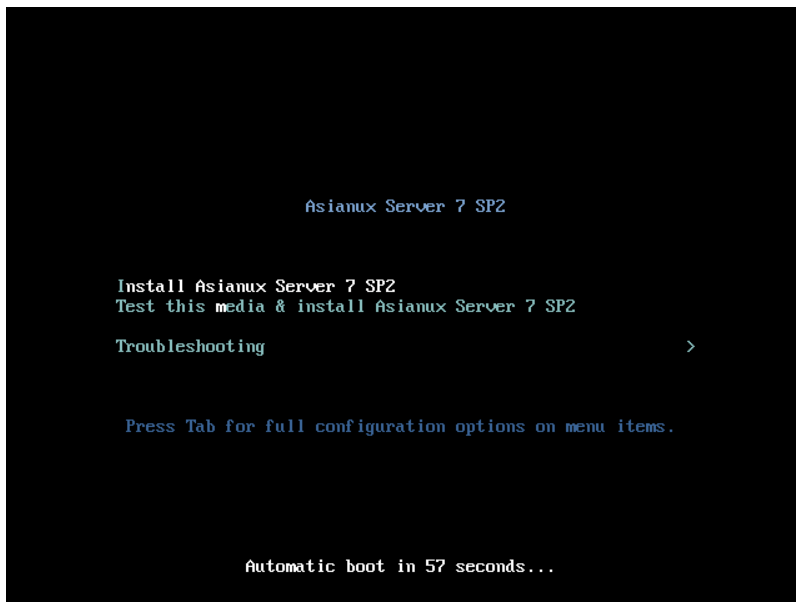 Asianux Server 7 SP2
Install Asianux Server 7 SP2
Test this media & install Asianux Server 7 SP2
Troubleshooting >
Press Tab for full configuration options on menu items.
Automatic boot in 57 seconds...